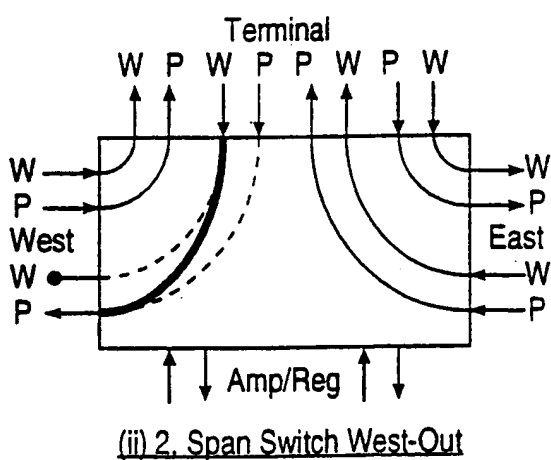 Terminal
W P W P P W P W
W W
P P
West East
W W
P P
Amp/Reg
(ii) 2. Span Switch West-Out